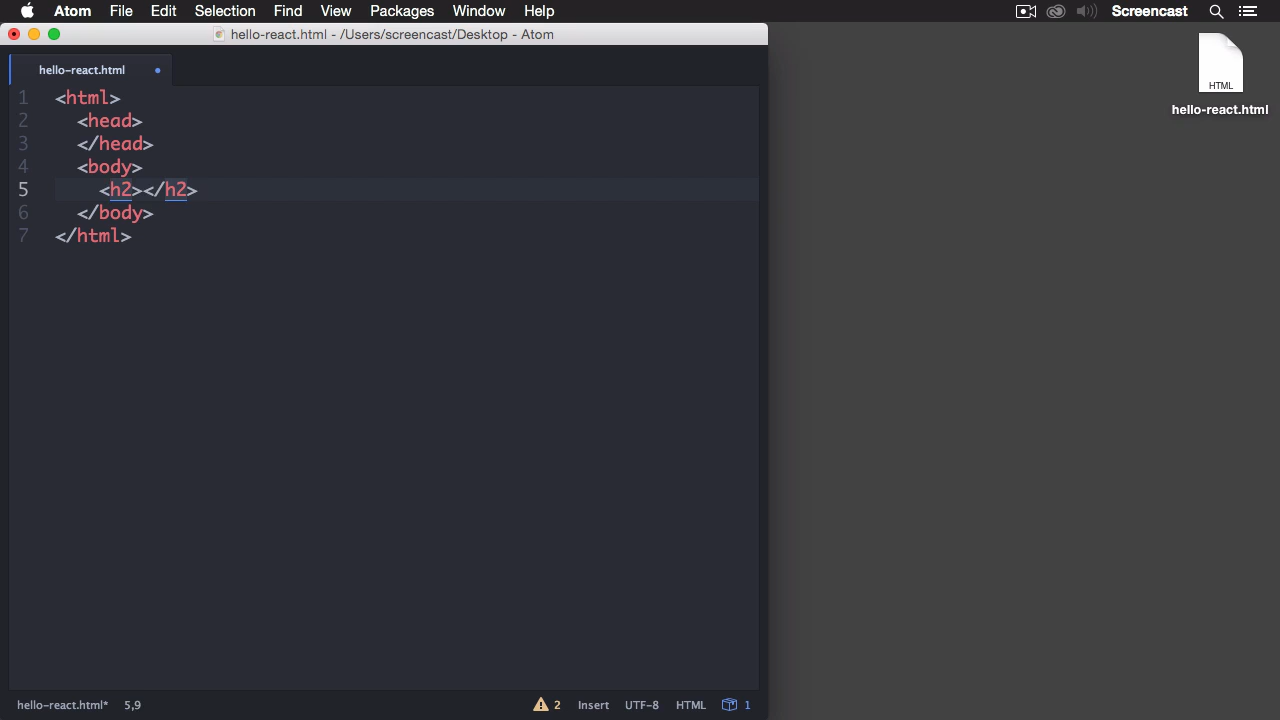 Atom File Edit Selection Find View Packages Window Help Screencast
hello-react.html - /Users/screencast/Desktop - Atom
hello-react.html
HTML
hello-react.html
1 <html>
2 <head>
3 </head>
4 <body>
5 <h2></h2>
6 </body>
7 </html>
hello-react.html* 5,9 2 Insert UTF-8 HTML 1